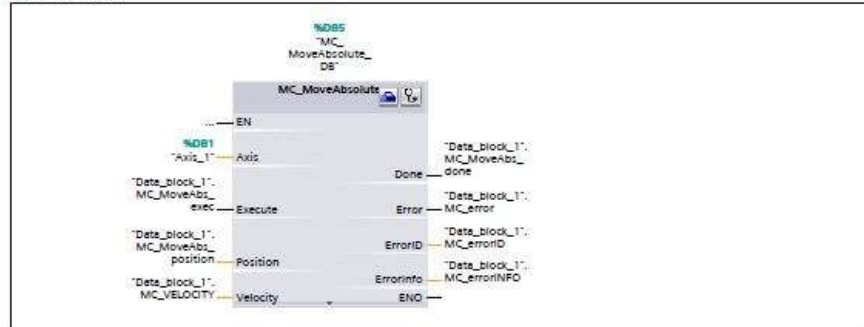 %DB5
"MC_
MoveAbsolute_
DB"
MC_MoveAbsolute
... EN
%DB1
"Axis_1" Axis
"Data_block_1".
MC_MoveAbs_
exec Execute
"Data_block_1".
MC_MoveAbs_
position Position
"Data_block_1".
MC_VELOCITY Velocity
"Data_block_1".
MC_MoveAbs_
Done done
"Data_block_1".
Error MC_error
"Data_block_1".
ErrorID MC_errorID
"Data_block_1".
ErrorInfo MC_errorINFO
ENO